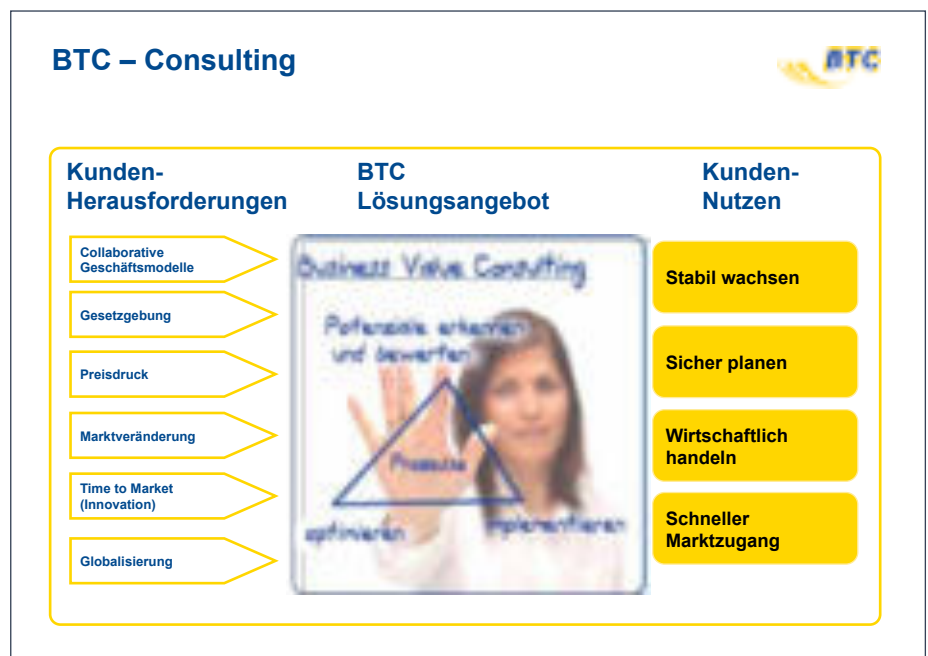 BTC – Consulting
BTC
Kunden-
Herausforderungen
BTC
Lösungsangebot
Kunden-
Nutzen
Collaborative
Geschäftsmodelle
Gesetzgebung
Preisdruck
Marktveränderung
Time to Market
(Innovation)
Globalisierung
Business Value Consulting
Potenziale erkennen
und bewerten
Prozesse
optimieren
implementieren
Stabil wachsen
Sicher planen
Wirtschaftlich
handeln
Schneller
Marktzugang